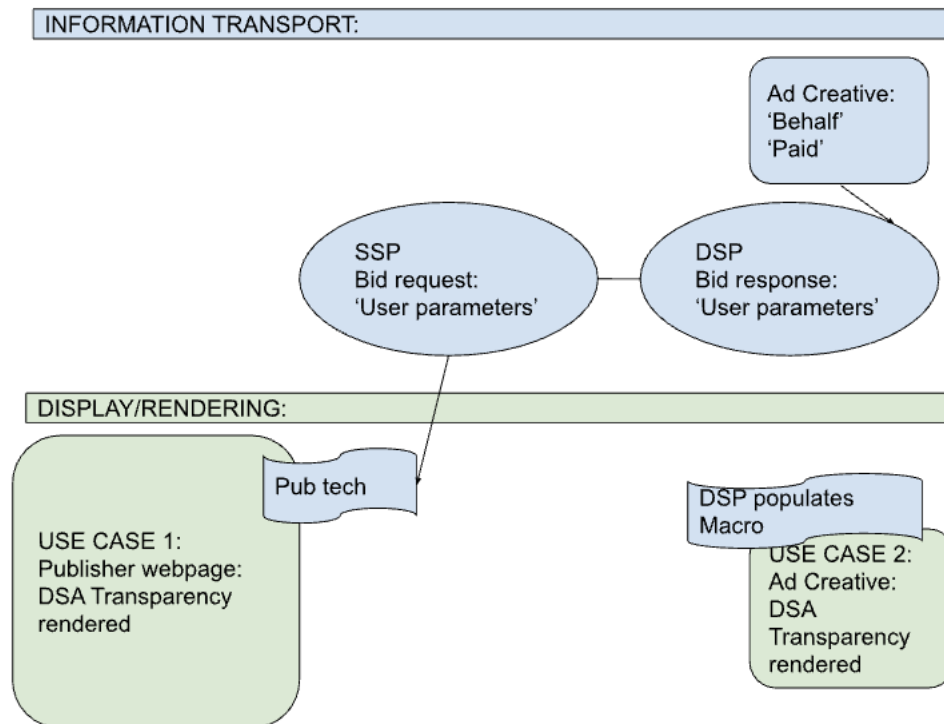 INFORMATION TRANSPORT:
Ad Creative:
‘Behalf’
‘Paid’
SSP
Bid request:
‘User parameters’
DSP
Bid response:
‘User parameters’
DISPLAY/RENDERING:
Pub tech
USE CASE 1:
Publisher webpage:
DSA Transparency
rendered
DSP populates
Macro
USE CASE 2:
Ad Creative:
DSA
Transparency
rendered